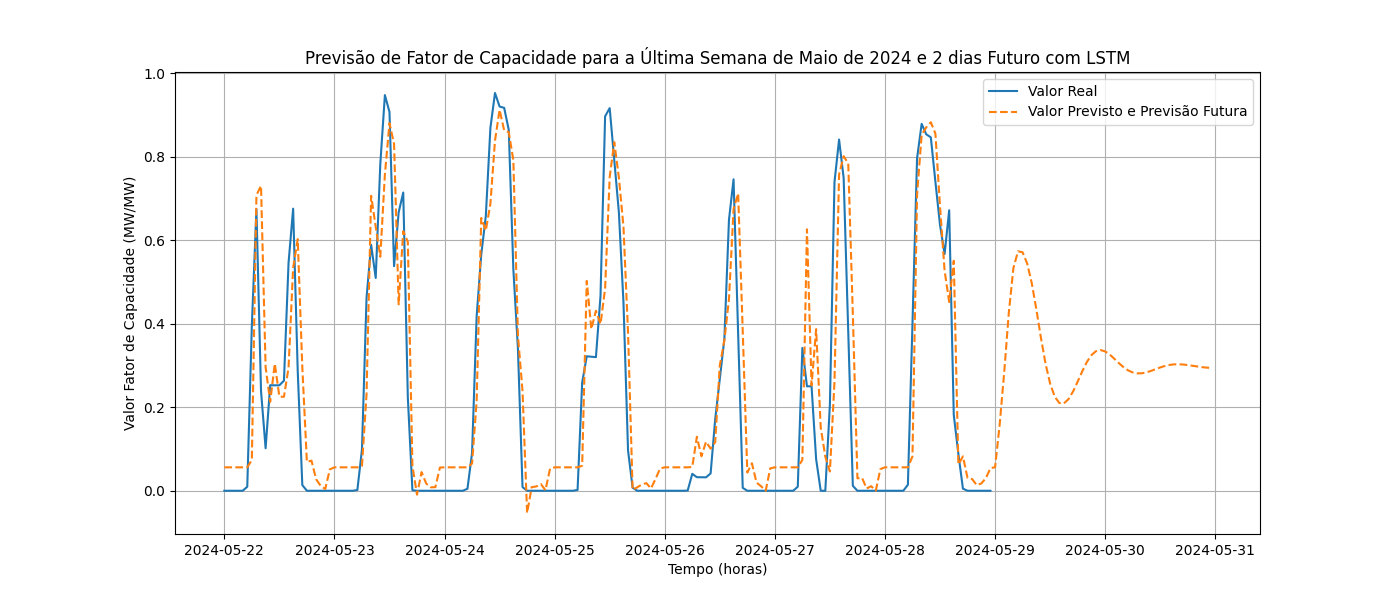 Previsão de Fator de Capacidade para a Última Semana de Maio de 2024 e 2 dias Futuro com LSTM
Valor Real
Valor Previsto e Previsão Futura
Valor Fator de Capacidade (MW/MW)
1.0
0.8
0.6
0.4
0.2
0.0
2024-05-22 2024-05-23 2024-05-24 2024-05-25 2024-05-26 2024-05-27 2024-05-28 2024-05-29 2024-05-30 2024-05-31
Tempo (horas)